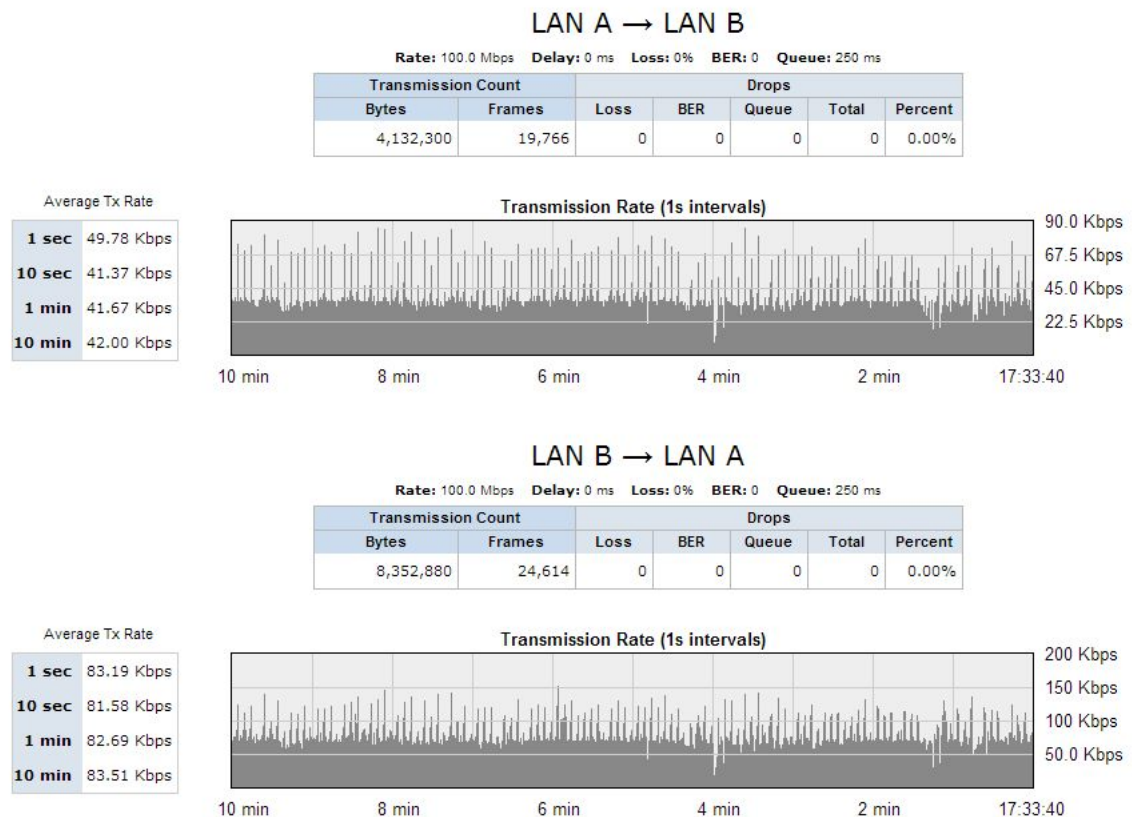 LAN A → LAN B
Rate: 100.0 Mbps Delay: 0 ms Loss: 0% BER: 0 Queue: 250 ms
Transmission Count Drops
Bytes Frames Loss BER Queue Total Percent
4,132,300 19,766 0 0 0 0 0.00%
Average Tx Rate
1 sec 49.78 Kbps
10 sec 41.37 Kbps
1 min 41.67 Kbps
10 min 42.00 Kbps
Transmission Rate (1s intervals)
90.0 Kbps
67.5 Kbps
45.0 Kbps
22.5 Kbps
10 min 8 min 6 min 4 min 2 min 17:33:40
LAN B → LAN A
Rate: 100.0 Mbps Delay: 0 ms Loss: 0% BER: 0 Queue: 250 ms
Transmission Count Drops
Bytes Frames Loss BER Queue Total Percent
8,352,880 24,614 0 0 0 0 0.00%
Average Tx Rate
1 sec 83.19 Kbps
10 sec 81.58 Kbps
1 min 82.69 Kbps
10 min 83.51 Kbps
Transmission Rate (1s intervals)
200 Kbps
150 Kbps
100 Kbps
50.0 Kbps
10 min 8 min 6 min 4 min 2 min 17:33:40